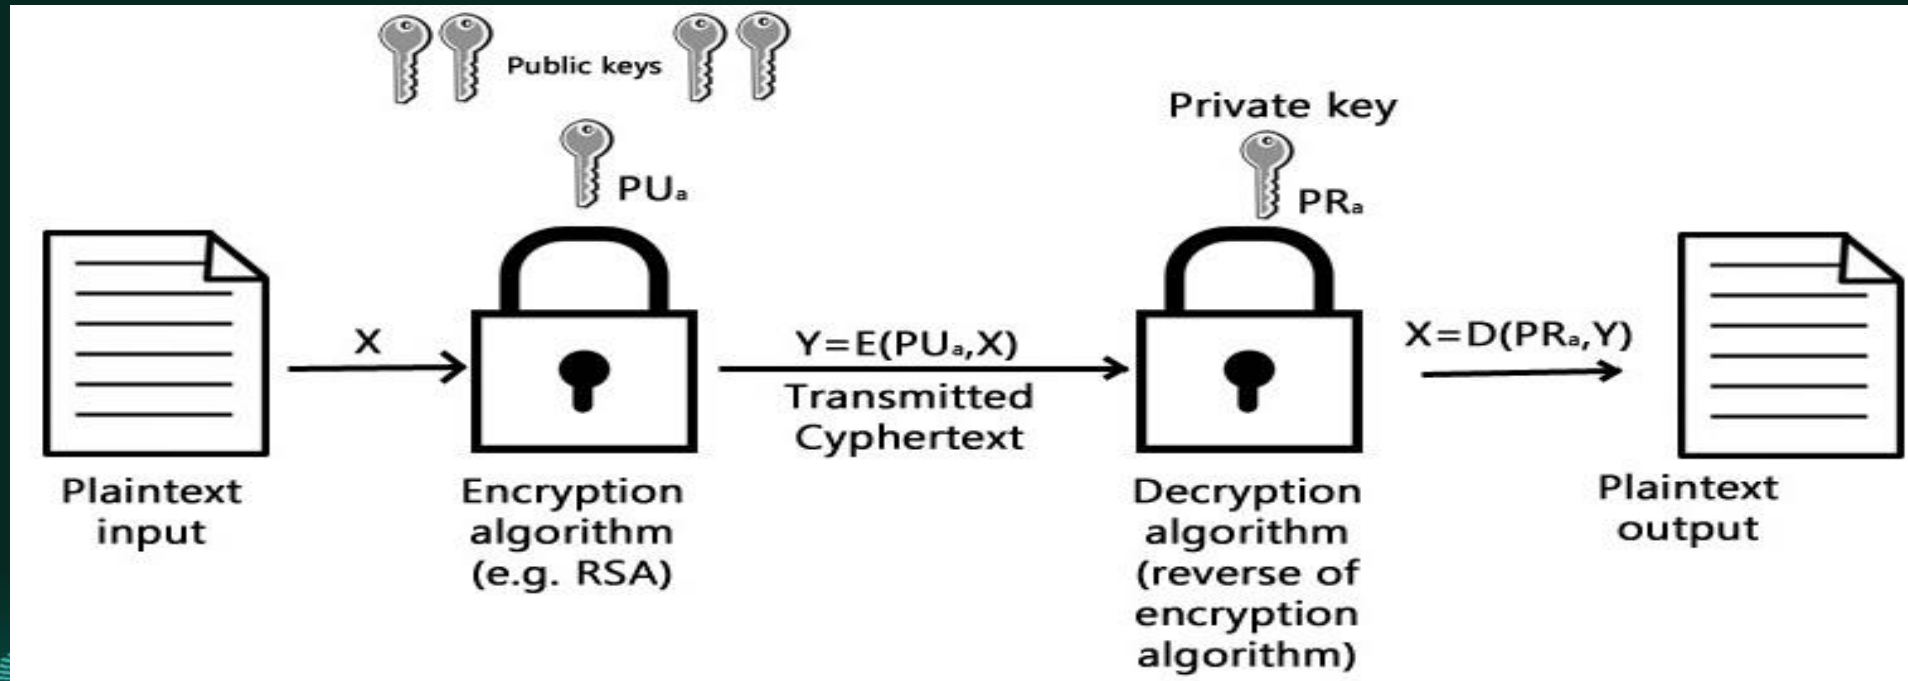 Public keys
Private key
PUₐ
PRₐ
X
Y=E(PUₐ,X)
Transmitted
Cyphertext
X=D(PRₐ,Y)
Plaintext
input
Encryption
algorithm
(e.g. RSA)
Decryption
algorithm
(reverse of
encryption
algorithm)
Plaintext
output